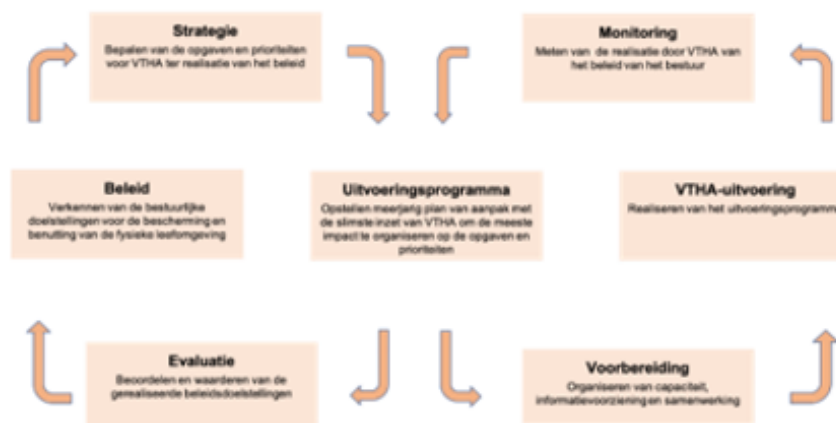 Strategie
Bepalen van de opgaven en prioriteiten
voor VTHA ter realisatie van het beleid
Monitoring
Meten van de realisatie door VTHA van
het beleid van het bestuur
Beleid
Verkennen van de bestuurlijke
doelstellingen voor de bescherming en
benutting van de fysieke leefomgeving
Uitvoeringsprogramma
Opstellen meerjarig plan van aanpak met
de slimste inzet van VTHA om de meeste
impact te organiseren op de opgaven en
prioriteiten
VTHA-uitvoering
Realiseren van het uitvoeringsprogramm
Evaluatie
Beoordelen en waarderen van de
gerealiseerde beleidsdoelstellingen
Voorbereiding
Organiseren van capaciteit,
informatievoorziening en samenwerking